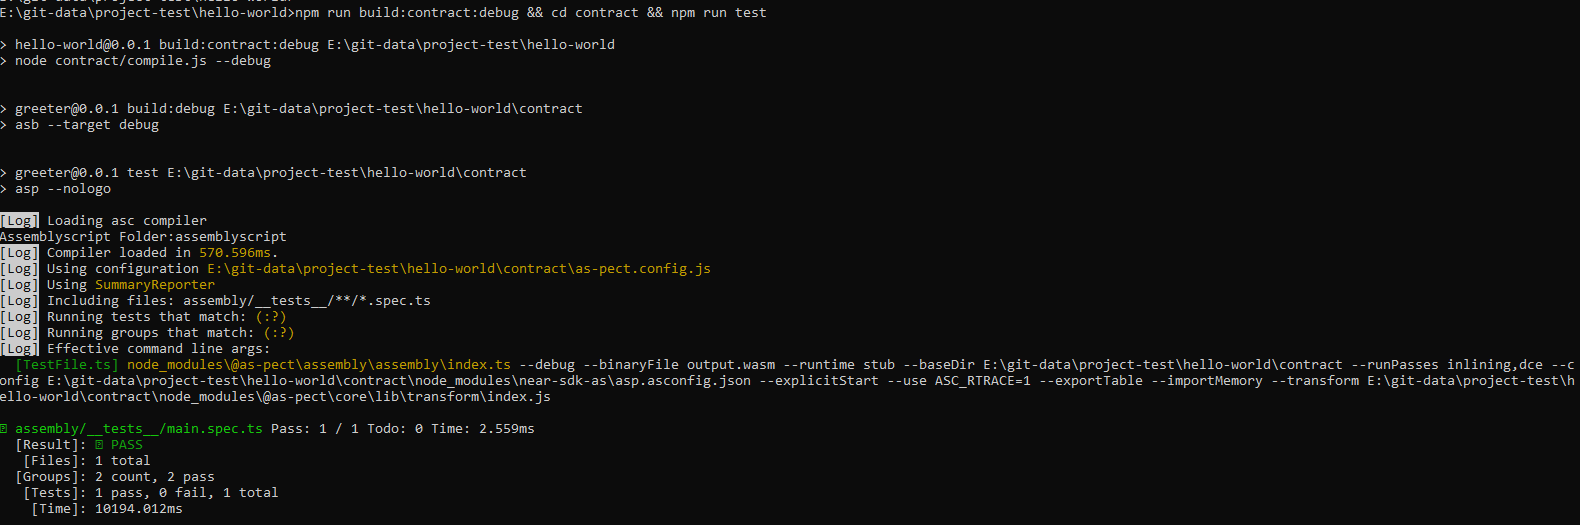 E:\git-data\project-test\hello-world>npm run build:contract:debug && cd contract && npm run test
> hello-world@0.0.1 build:contract:debug E:\git-data\project-test\hello-world
> node contract/compile.js --debug
> greeter@0.0.1 build:debug E:\git-data\project-test\hello-world\contract
> asb --target debug
> greeter@0.0.1 test E:\git-data\project-test\hello-world\contract
> asp --nologo
[Log] Loading asc compiler
Assemblyscript Folder:assemblyscript
[Log] Compiler loaded in 570.596ms.
[Log] Using configuration E:\git-data\project-test\hello-world\contract\as-pect.config.js
[Log] Using SummaryReporter
[Log] Including files: assembly/__tests__/**/*.spec.ts
[Log] Running tests that match: (:?)
[Log] Running groups that match: (:?)
[Log] Effective command line args:
[TestFile.ts] node_modules\@as-pect\assembly\assembly\index.ts --debug --binaryFile output.wasm --runtime stub --baseDir E:\git-data\project-test\hello-world\contract --runPasses inlining,dce --c
onfig E:\git-data\project-test\hello-world\contract\node_modules\near-sdk-as\asp.asconfig.json --explicitStart --use ASC_RTRACE=1 --exportTable --importMemory --transform E:\git-data\project-test\h
ello-world\contract\node_modules\@as-pect\core\lib\transform\index.js
assembly/__tests__/main.spec.ts Pass: 1 / 1 Todo: 0 Time: 2.559ms
[Result]: PASS
[Files]: 1 total
[Groups]: 2 count, 2 pass
[Tests]: 1 pass, 0 fail, 1 total
[Time]: 10194.012ms